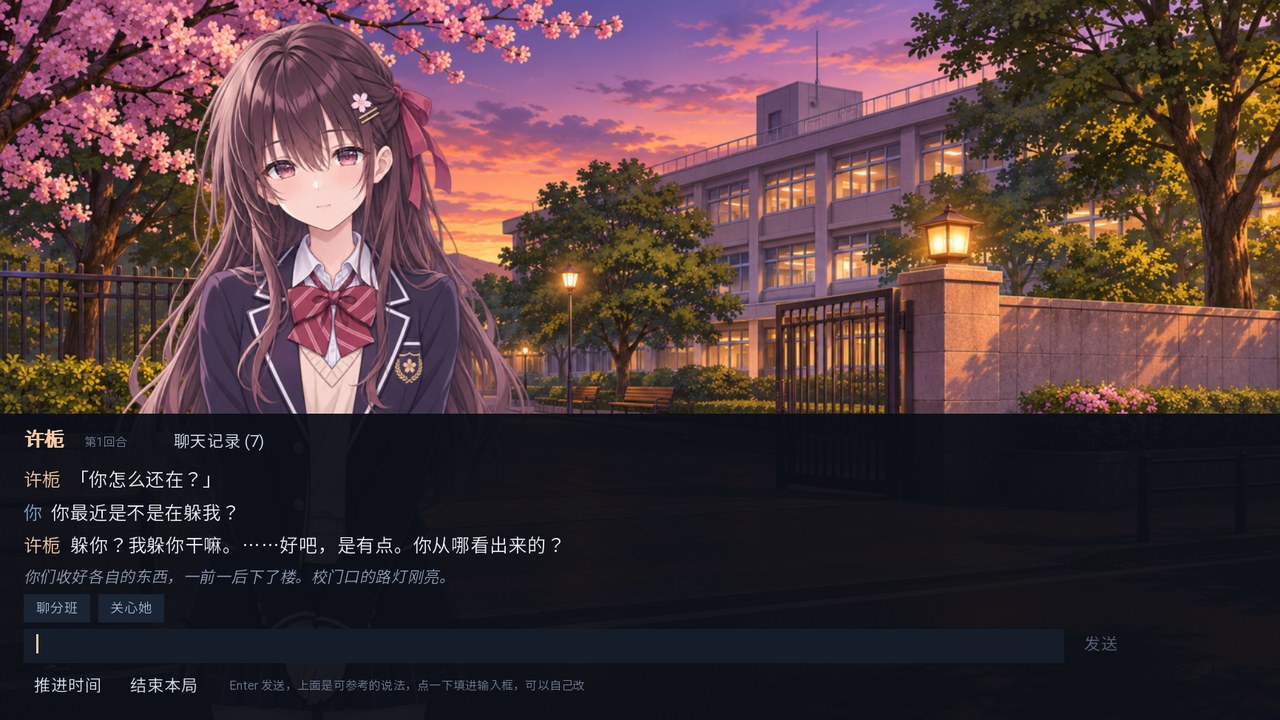 许栀 第1回合 聊天记录 (7)
许栀 「你怎么还在？」
你 你最近是不是在躲我？
许栀 躲你？我躲你干嘛。……好吧，是有点。你从哪看出来的？
你们收好各自的东西，一前一后下了楼。校门口的路灯刚亮。
聊分班 关心她
发送
推进时间 结束本局 Enter 发送，上面是可参考的说法，点一下填进输入框，可以自己改